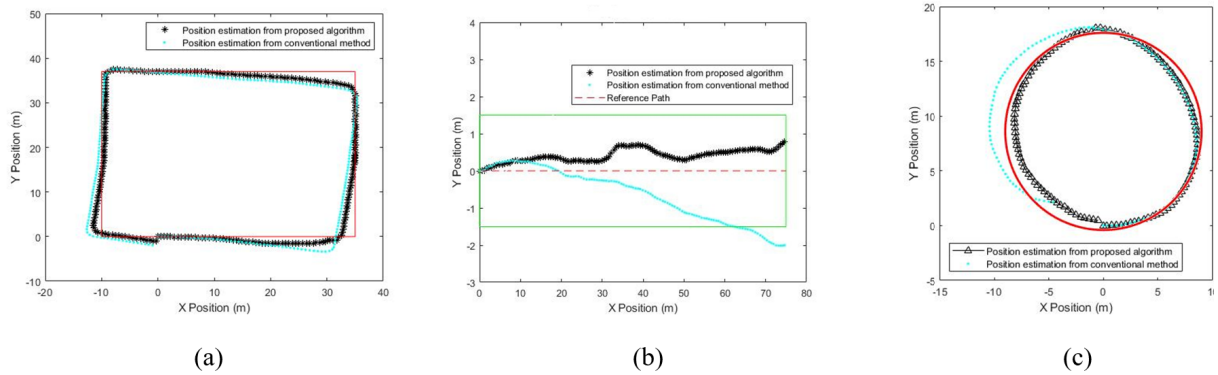 50
40
30
20
10
0
-10
-20
-10
0
10
20
30
40
Y Position (m)
X Position (m)
Position estimation from proposed algorithm
Position estimation from conventional method
(a)
4
3
2
1
0
-1
-2
-3
0
10
20
30
40
50
60
70
80
Y Position (m)
X Position (m)
Position estimation from proposed algorithm
Position estimation from conventional method
Reference Path
(b)
20
15
10
5
0
-5
-15
-10
-5
0
5
10
Y Position (m)
X Position (m)
Position estimation from proposed algorithm
Position estimation from conventional method
(c)